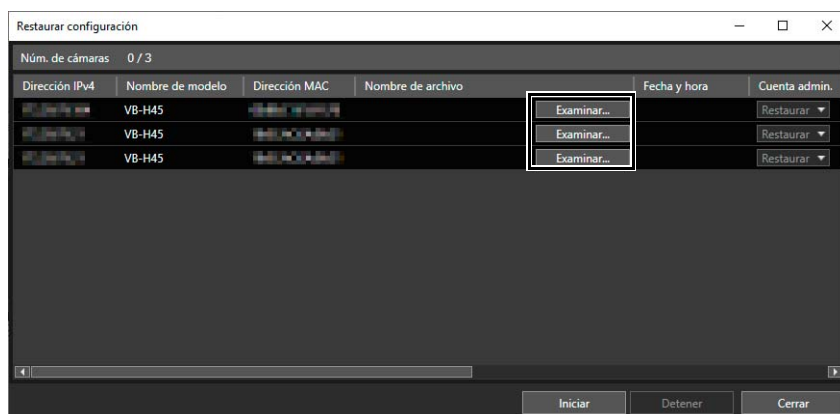 Restaurar configuración
Núm. de cámaras 0 / 3
Dirección IPv4 Nombre de modelo Dirección MAC Nombre de archivo Fecha y hora Cuenta admin.
VB-H45 Examinar... Restaurar
VB-H45 Examinar... Restaurar
VB-H45 Examinar... Restaurar
Iniciar Detener Cerrar